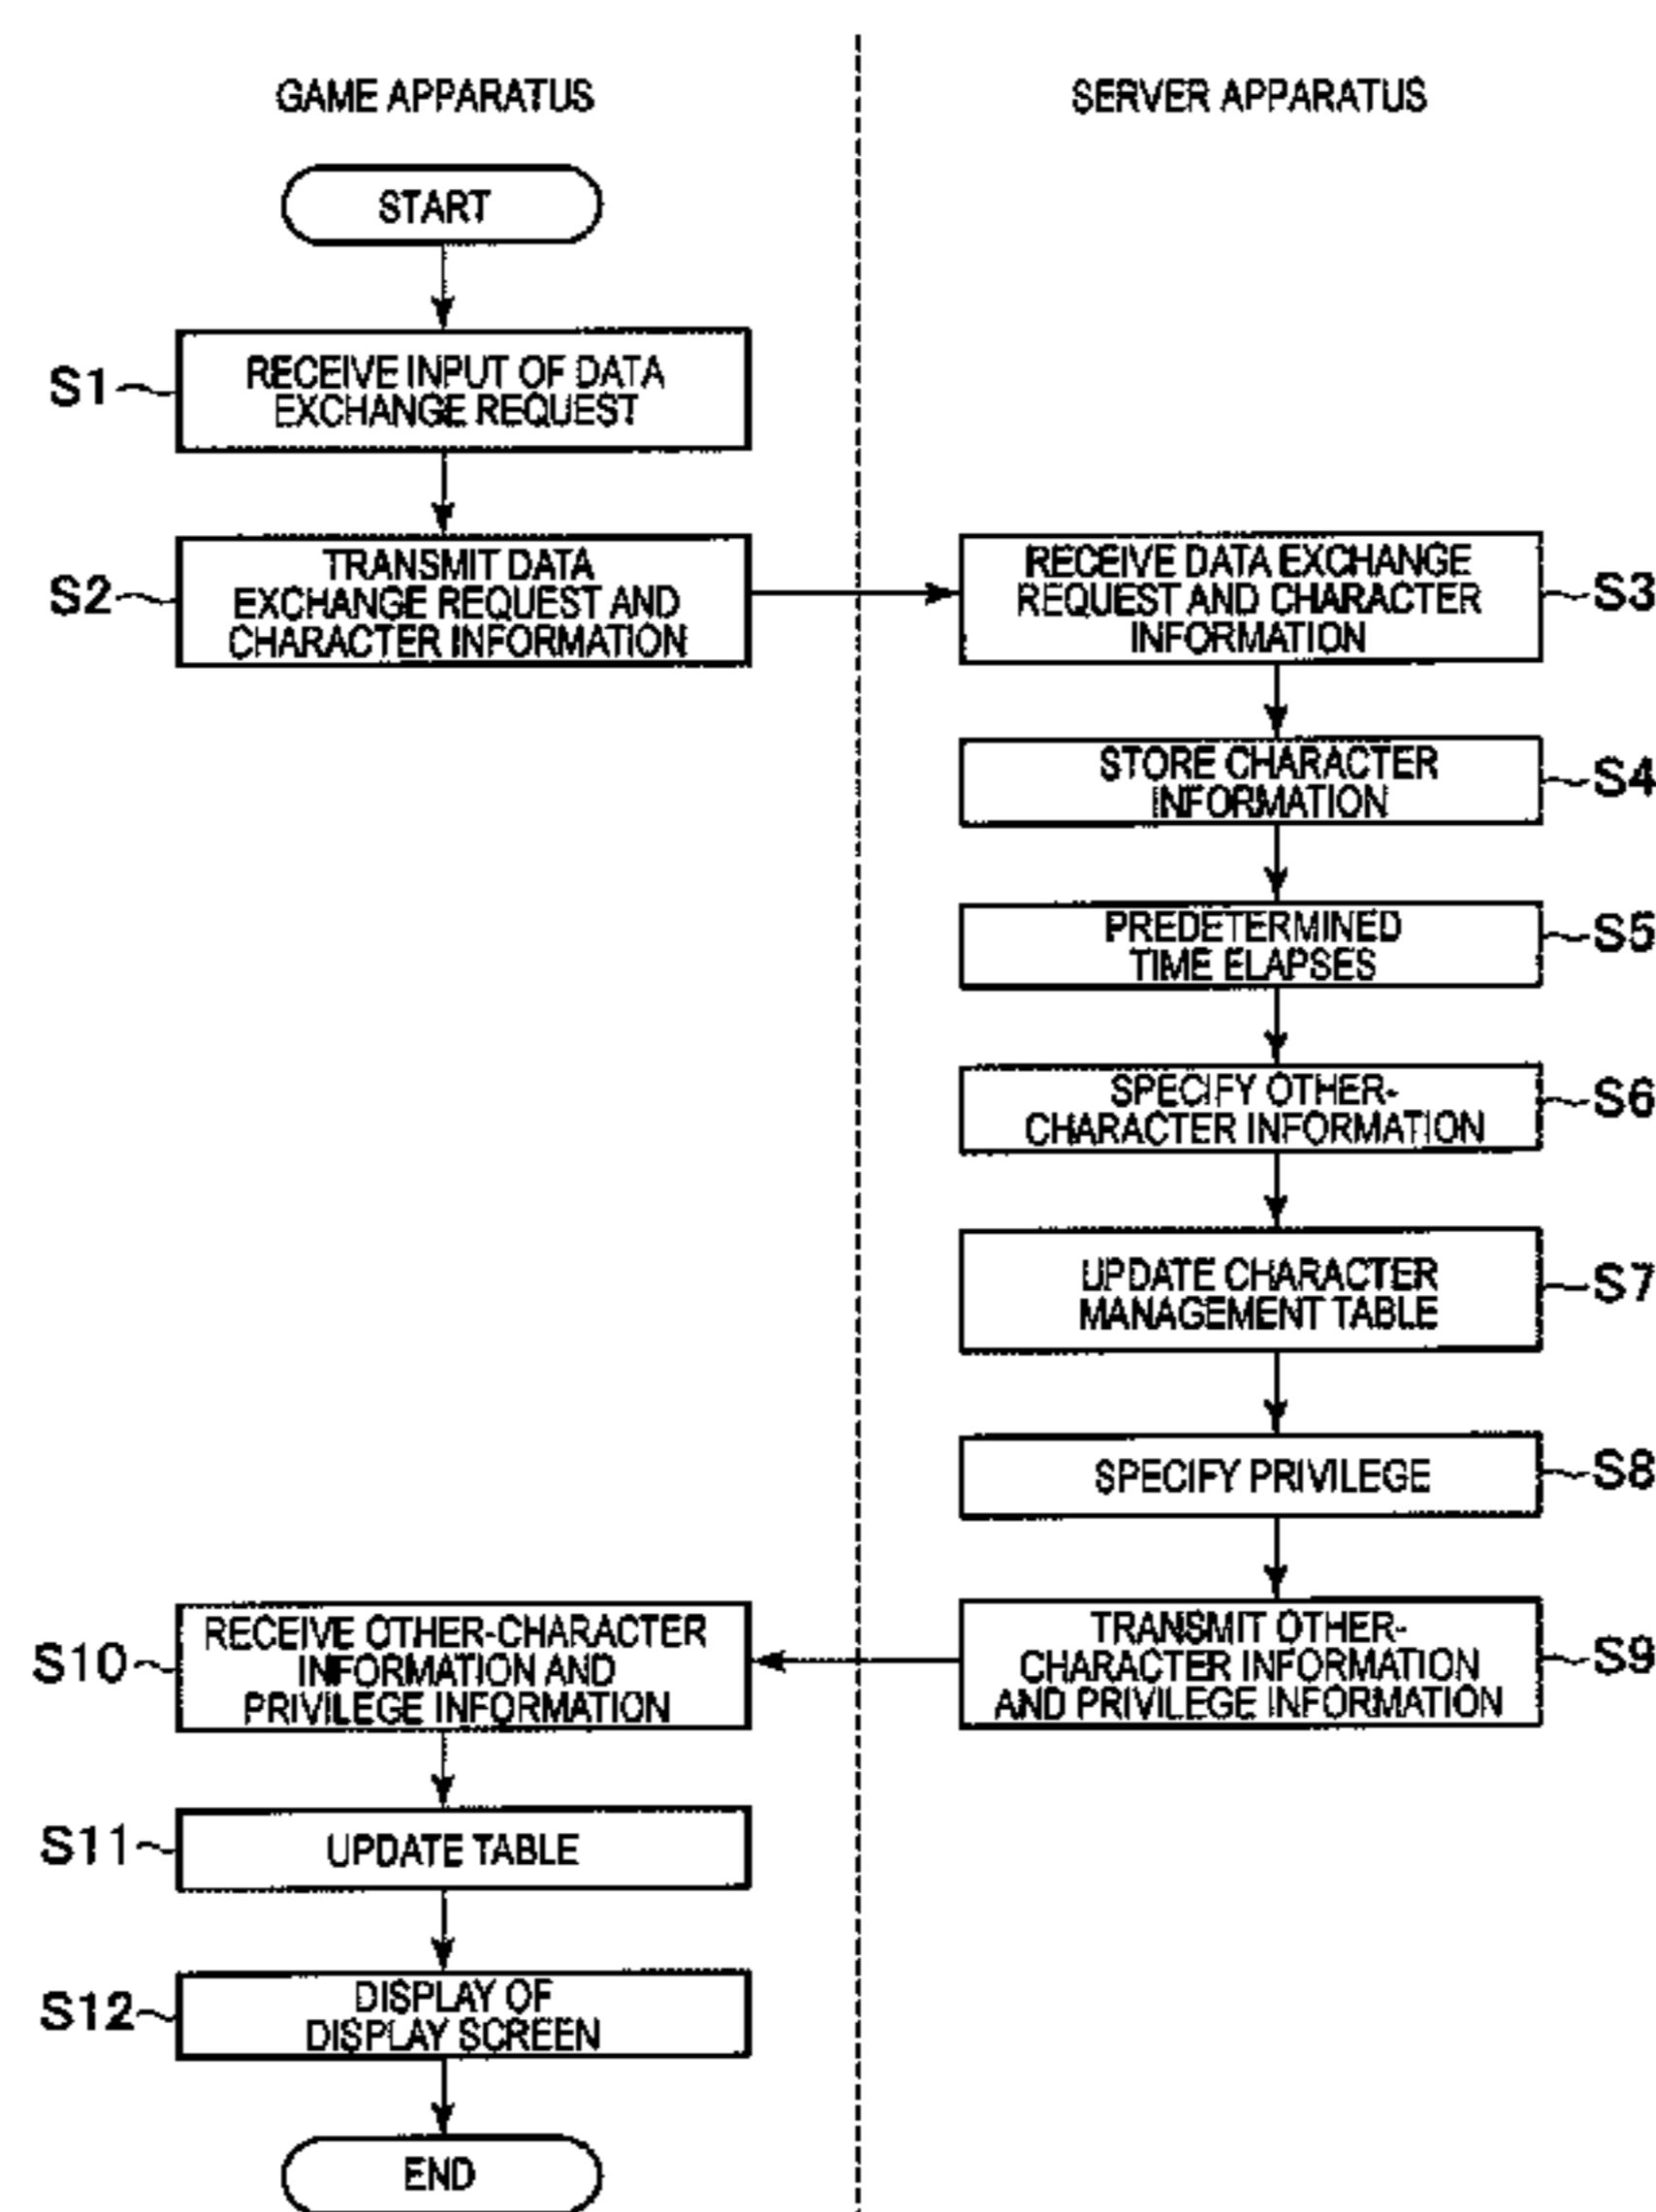 GAME APPARATUS
SERVER APPARATUS
START
S1
RECEIVE INPUT OF DATA
EXCHANGE REQUEST
S2
TRANSMIT DATA
EXCHANGE REQUEST AND
CHARACTER INFORMATION
RECEIVE DATA EXCHANGE
REQUEST AND CHARACTER
INFORMATION
S3
STORE CHARACTER
INFORMATION
S4
PREDETERMINED
TIME ELAPSES
S5
SPECIFY OTHER-
CHARACTER INFORMATION
S6
UPDATE CHARACTER
MANAGEMENT TABLE
S7
SPECIFY PRIVILEGE
S8
TRANSMIT OTHER-
CHARACTER INFORMATION
AND PRIVILEGE INFORMATION
S9
S10
RECEIVE OTHER-CHARACTER
INFORMATION AND
PRIVILEGE INFORMATION
S11
UPDATE TABLE
S12
DISPLAY OF
DISPLAY SCREEN
END